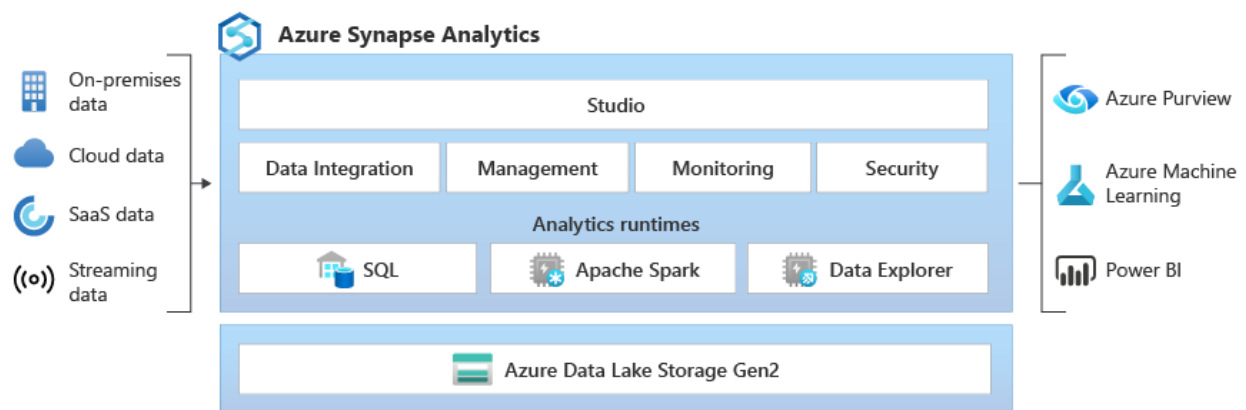 Azure Synapse Analytics
On-premises
data
Cloud data
SaaS data
Streaming
data
Studio
Data Integration
Management
Monitoring
Security
Analytics runtimes
SQL
Apache Spark
Data Explorer
Azure Data Lake Storage Gen2
Azure Purview
Azure Machine
Learning
Power BI